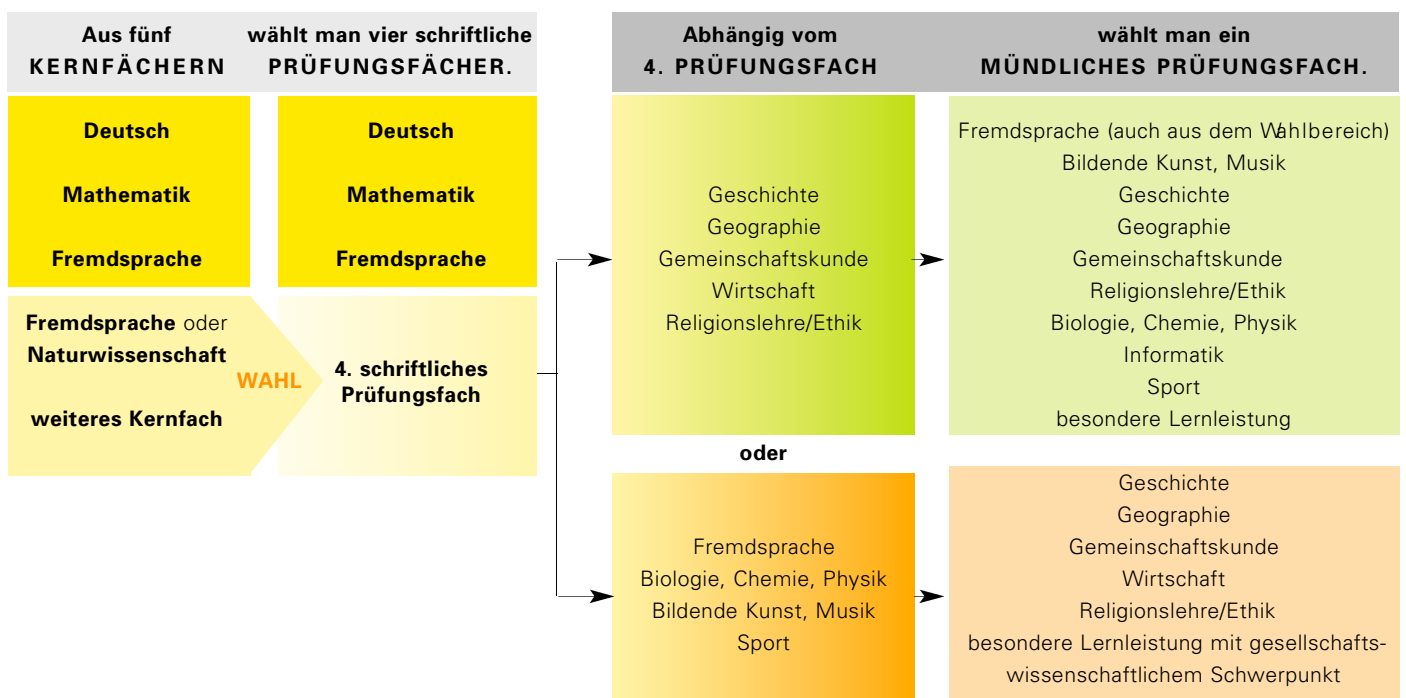 Aus fünf
KERNFÄCHERN
wählt man vier schriftliche
PRÜFUNGSFÄCHER.
Abhängig vom
4. PRÜFUNGSFACH
wählt man ein
MÜNDLICHES PRÜFUNGSFACH.
Deutsch
Mathematik
Fremdsprache
Deutsch
Mathematik
Fremdsprache
Fremdsprache oder
Naturwissenschaft
weiteres Kernfach
WAHL
4. schriftliches
Prüfungsfach
Geschichte
Geographie
Gemeinschaftskunde
Wirtschaft
Religionslehre/Ethik
Fremdsprache (auch aus dem Wahlbereich)
Bildende Kunst, Musik
Geschichte
Geographie
Gemeinschaftskunde
Religionslehre/Ethik
Biologie, Chemie, Physik
Informatik
Sport
besondere Lernleistung
oder
Fremdsprache
Biologie, Chemie, Physik
Bildende Kunst, Musik
Sport
Geschichte
Geographie
Gemeinschaftskunde
Wirtschaft
Religionslehre/Ethik
besondere Lernleistung mit gesellschafts-
wissenschaftlichem Schwerpunkt